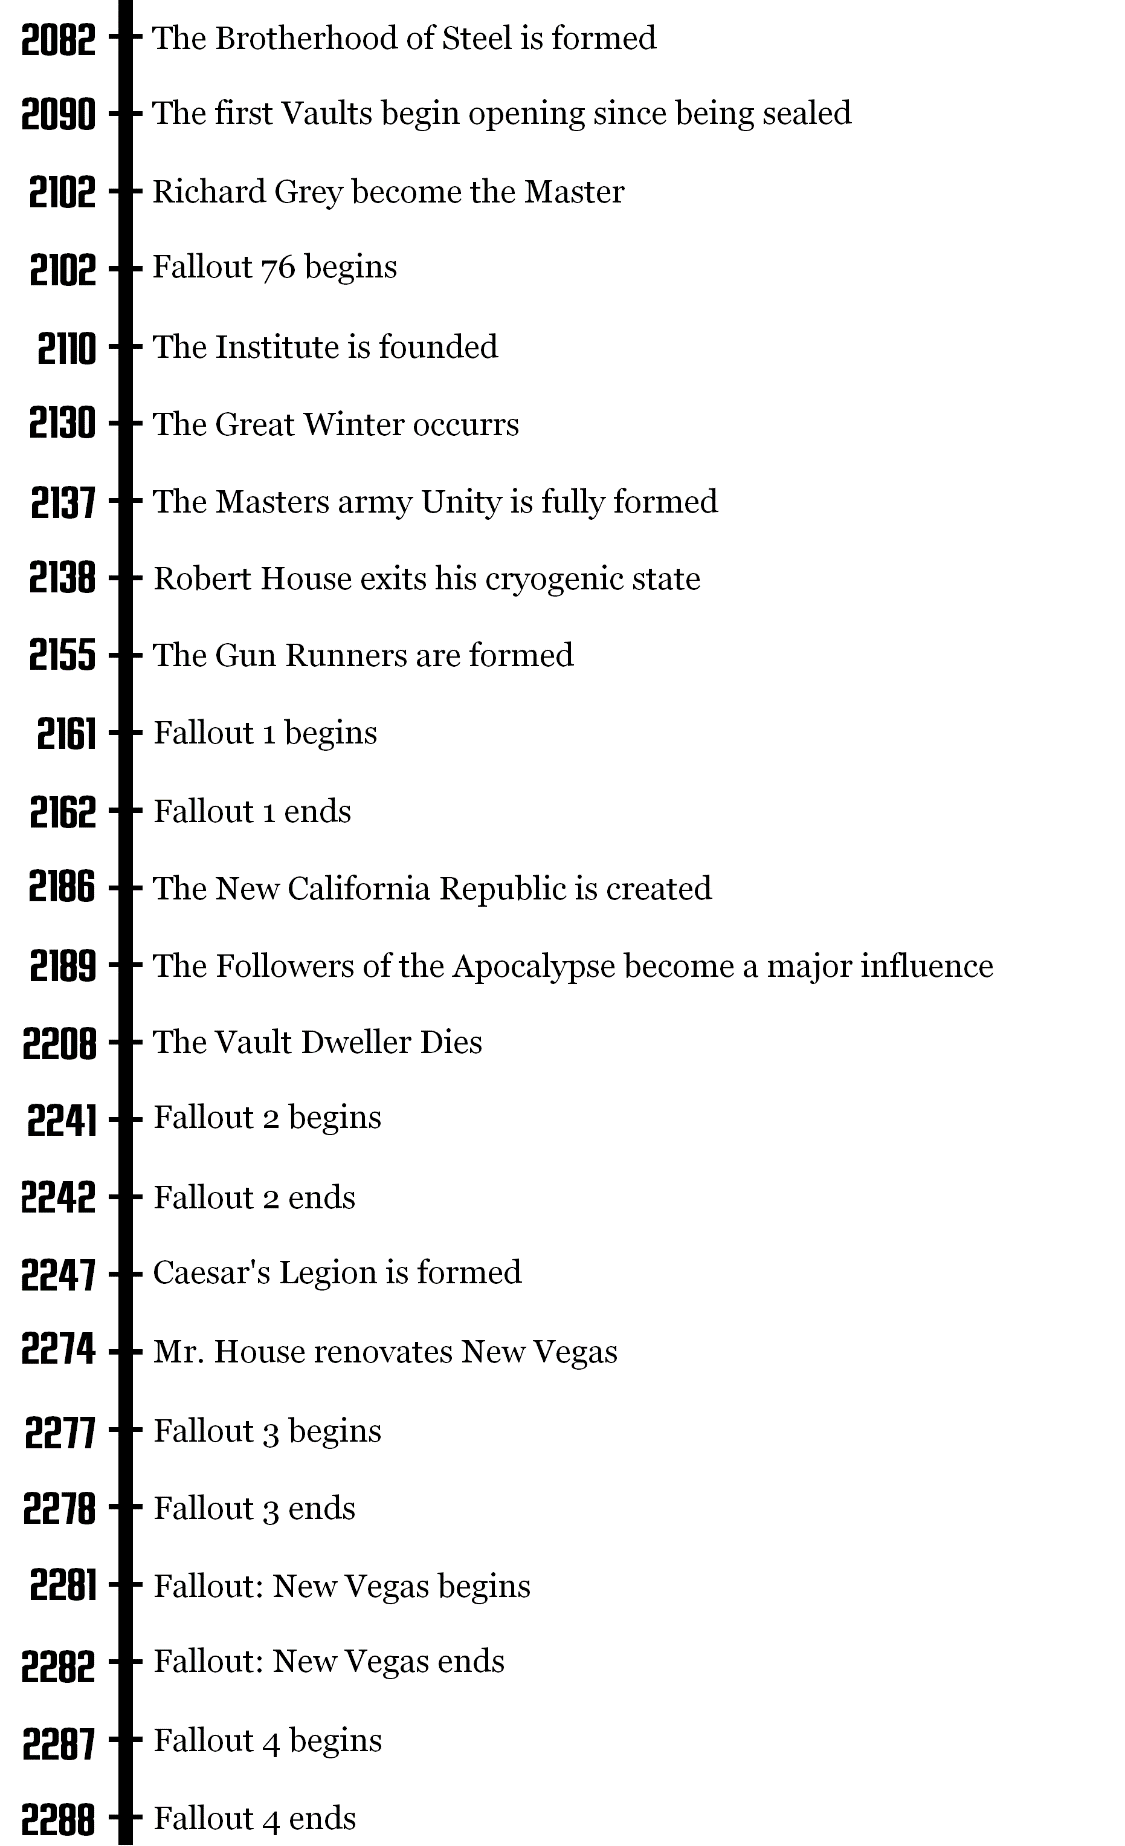 2082 The Brotherhood of Steel is formed
2090 The first Vaults begin opening since being sealed
2102 Richard Grey become the Master
2102 Fallout 76 begins
2110 The Institute is founded
2130 The Great Winter occurrs
2137 The Masters army Unity is fully formed
2138 Robert House exits his cryogenic state
2155 The Gun Runners are formed
2161 Fallout 1 begins
2162 Fallout 1 ends
2186 The New California Republic is created
2189 The Followers of the Apocalypse become a major influence
2208 The Vault Dweller Dies
2241 Fallout 2 begins
2242 Fallout 2 ends
2247 Caesar's Legion is formed
2274 Mr. House renovates New Vegas
2277 Fallout 3 begins
2278 Fallout 3 ends
2281 Fallout: New Vegas begins
2282 Fallout: New Vegas ends
2287 Fallout 4 begins
2288 Fallout 4 ends